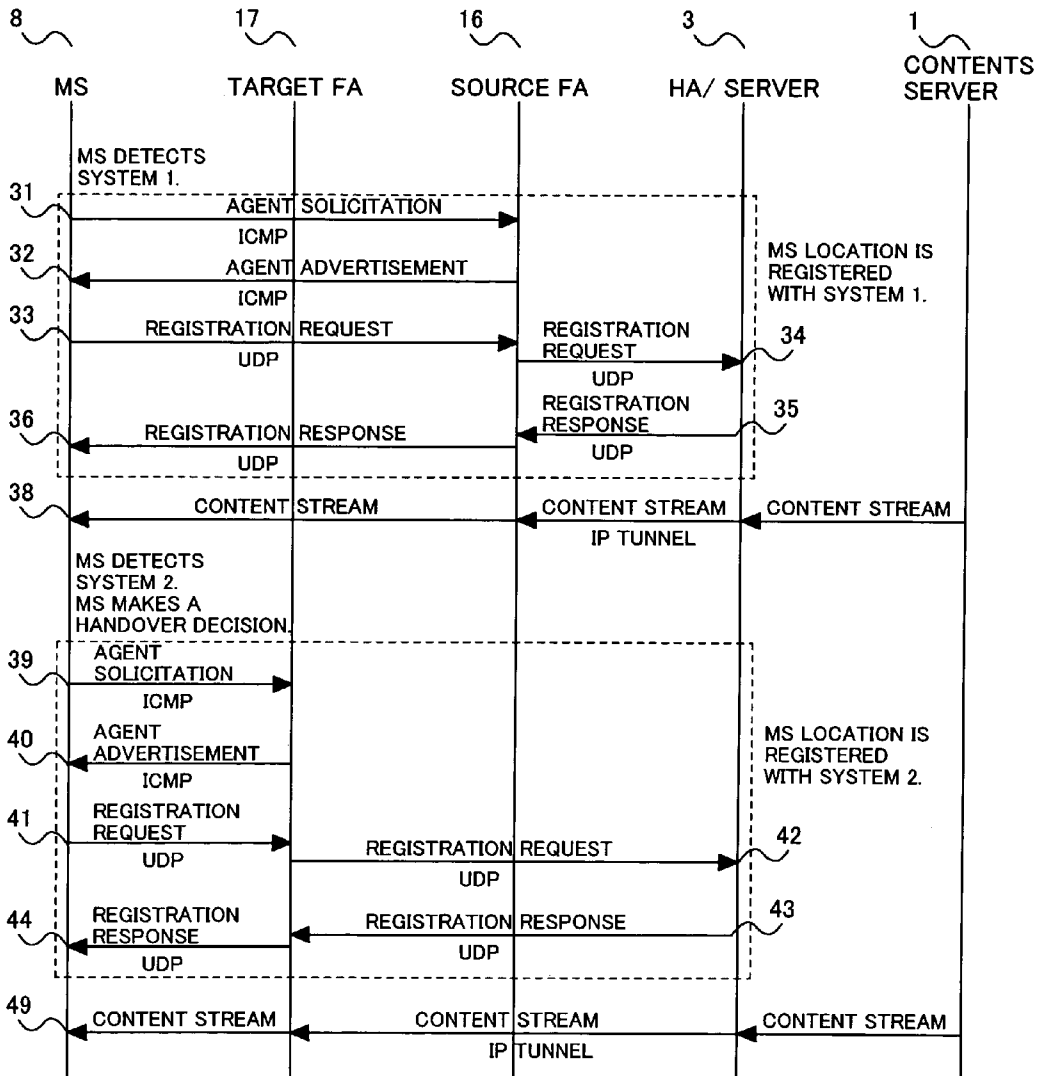 8
17
16
3
1
MS
TARGET FA
SOURCE FA
HA/ SERVER
CONTENTS
SERVER
MS DETECTS
SYSTEM 1.
31
AGENT SOLICITATION
ICMP
32
AGENT ADVERTISEMENT
ICMP
MS LOCATION IS
REGISTERED
WITH SYSTEM 1.
33
REGISTRATION REQUEST
UDP
REGISTRATION
REQUEST
UDP
34
REGISTRATION
RESPONSE
UDP
35
36
REGISTRATION RESPONSE
UDP
38
CONTENT STREAM
CONTENT STREAM
IP TUNNEL
CONTENT STREAM
MS DETECTS
SYSTEM 2.
MS MAKES A
HANDOVER DECISION.
39
AGENT
SOLICITATION
ICMP
40
AGENT
ADVERTISEMENT
ICMP
MS LOCATION IS
REGISTERED
WITH SYSTEM 2.
41
REGISTRATION
REQUEST
UDP
REGISTRATION REQUEST
UDP
42
44
REGISTRATION
RESPONSE
UDP
REGISTRATION RESPONSE
UDP
43
49
CONTENT STREAM
CONTENT STREAM
IP TUNNEL
CONTENT STREAM